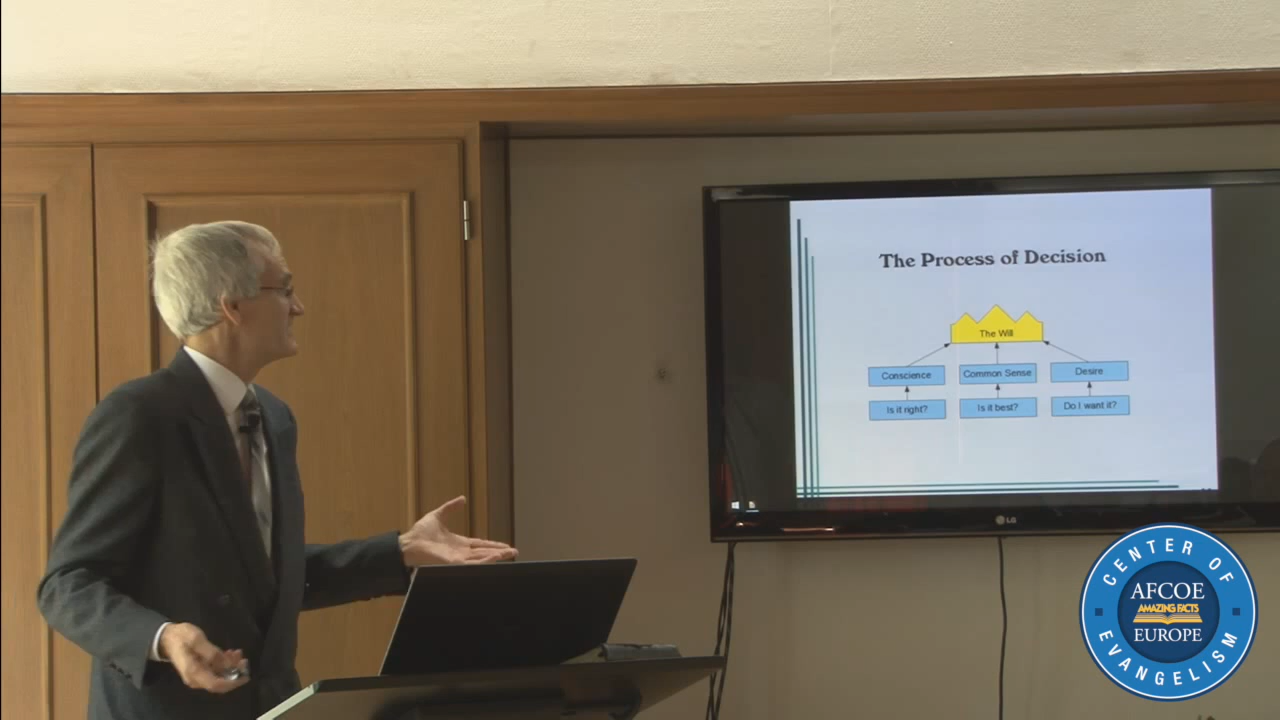 The Process of Decision
The Will
Conscience
Common Sense
Desire
Is it right?
Is it best?
Do I want it?
LG
CENTER OF
AFCOE
AMAZING FACTS
EUROPE
EVANGELISM